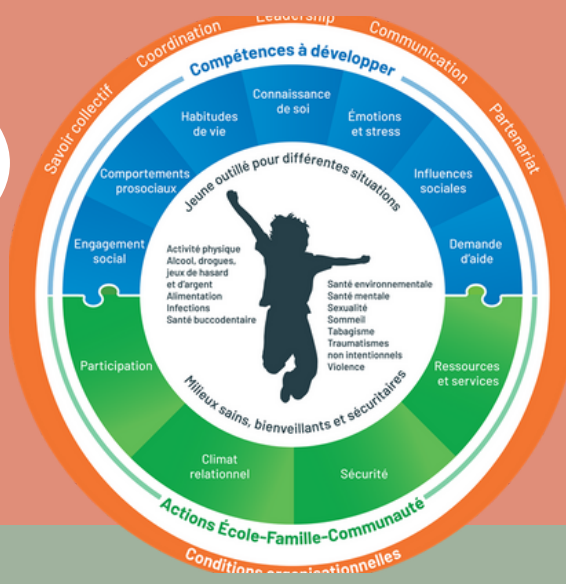 Savoir collectif
Coordination
Leadership
Communication
Partenariat
Compétences à développer
Engagement
social
Comportements
prosociaux
Habitudes
de vie
Connaissance
de soi
Émotions
et stress
Influences
sociales
Demande
d'aide
Jeune outillé pour différentes situations
Activité physique
Alcool, drogues,
jeux de hasard
et d'argent
Alimentation
Infections
Santé buccodentaire
Santé environnementale
Santé mentale
Sexualité
Sommeil
Tabagisme
Traumatismes
non intentionnels
Violence
Milieux sains, bienveillants et sécuritaires
Participation
Climat
relationnel
Sécurité
Ressources
et services
Actions École-Famille-Communauté
Conditions organisationnelles